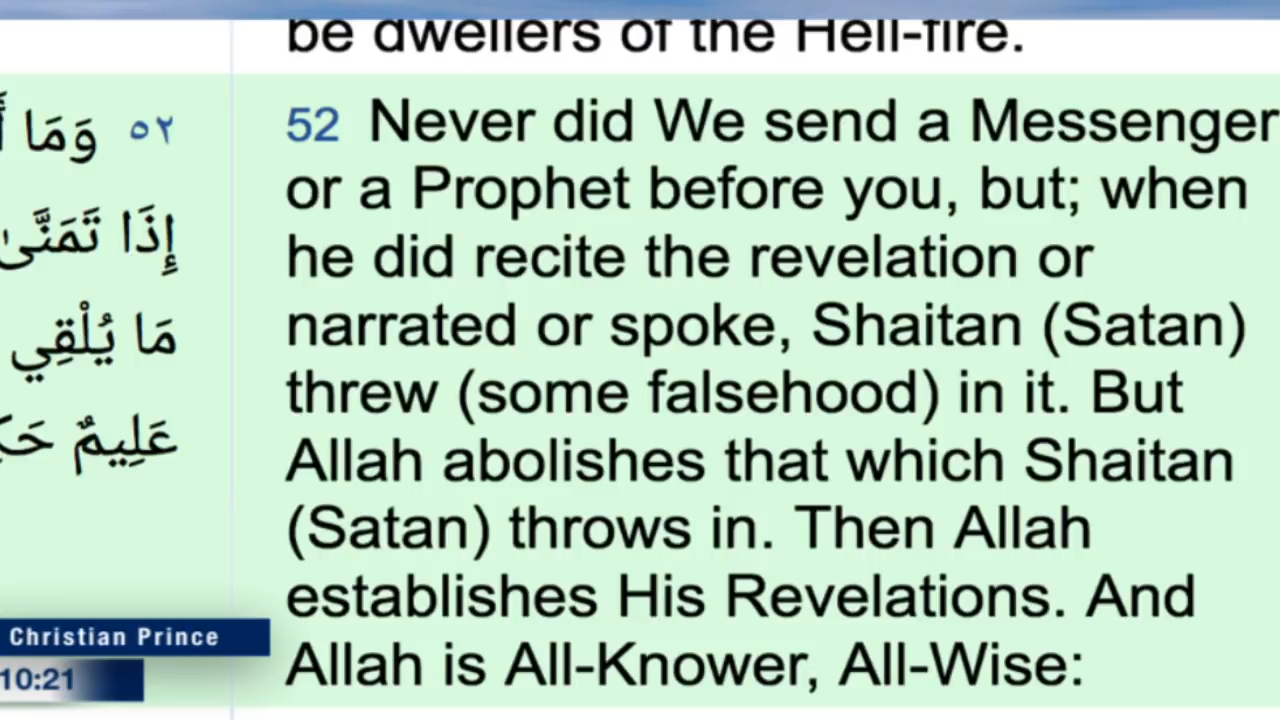 be dwellers of the Hell-fire.
52 Never did We send a Messenger
or a Prophet before you, but; when
he did recite the revelation or
narrated or spoke, Shaitan (Satan)
threw (some falsehood) in it. But
Allah abolishes that which Shaitan
(Satan) throws in. Then Allah
establishes His Revelations. And
Allah is All-Knower, All-Wise:
٥٢ وَمَا
إِذَا تَمَنَّىٰ
مَا يُلْقِي
عَلِيمٌ
Christian Prince
10:21